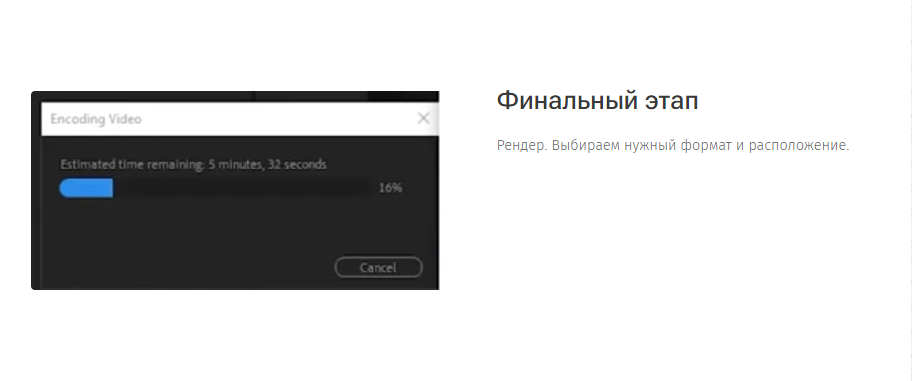 Encoding Video
Estimated time remaining: 5 minutes, 32 seconds
16%
Cancel
Финальный этап
Рендер. Выбираем нужный формат и расположение.